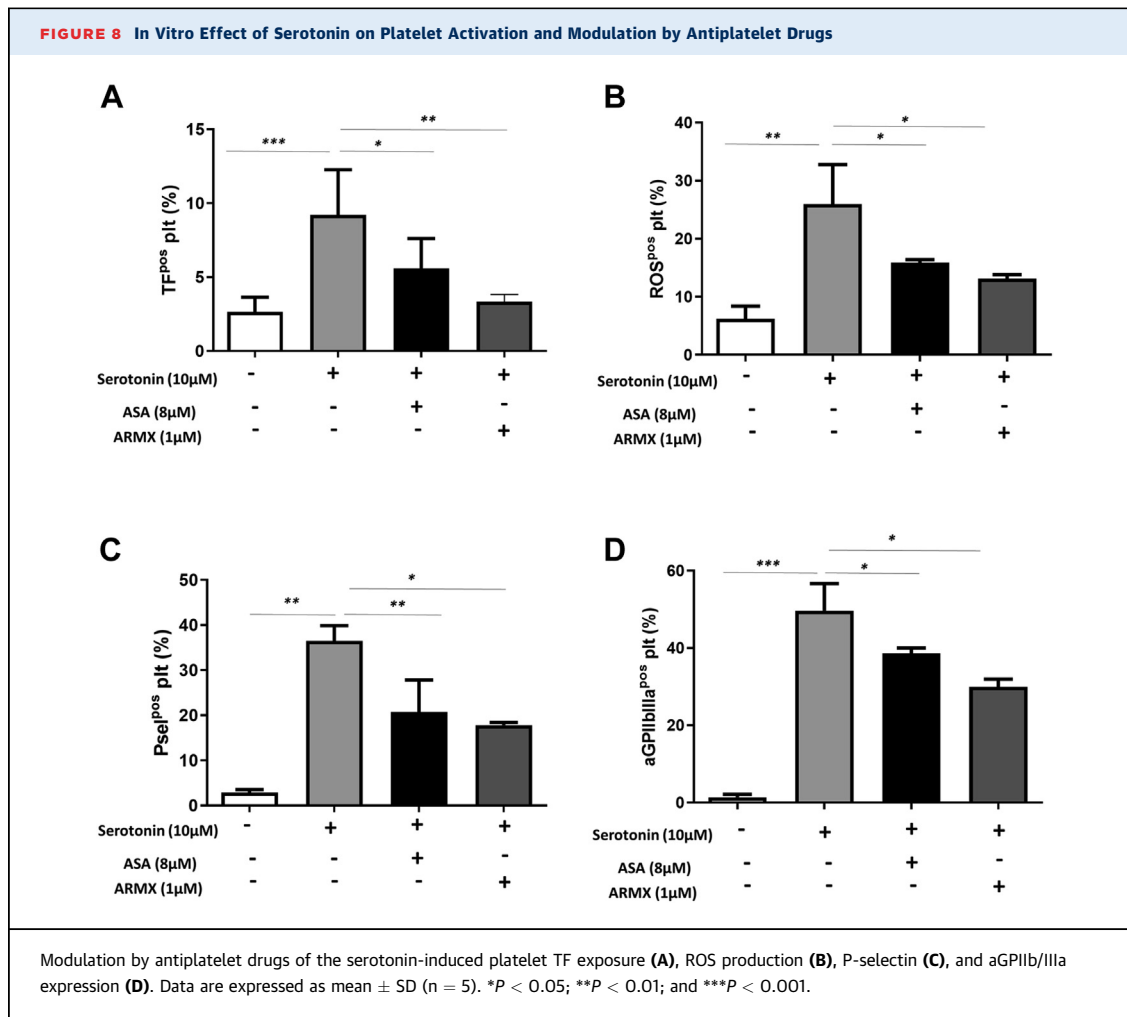 FIGURE 8 In Vitro Effect of Serotonin on Platelet Activation and Modulation by Antiplatelet Drugs
A
TFpos plt (%)
15
10
5
0
***
*
**
Serotonin (10µM) - + + +
ASA (8µM) - - + -
ARMX (1µM) - - - +
B
ROSpos plt (%)
40
30
20
10
0
**
*
*
Serotonin (10µM) - + + +
ASA (8µM) - - + -
ARMX (1µM) - - - +
C
Pselpos plt (%)
50
40
30
20
10
0
**
**
*
Serotonin (10µM) - + + +
ASA (8µM) - - + -
ARMX (1µM) - - - +
D
aGPIIbIIIapos plt (%)
60
40
20
0
***
*
*
Serotonin (10µM) - + + +
ASA (8µM) - - + -
ARMX (1µM) - - - +
Modulation by antiplatelet drugs of the serotonin-induced platelet TF exposure (A), ROS production (B), P-selectin (C), and aGPIIb/IIIa
expression (D). Data are expressed as mean ± SD (n = 5). *P < 0.05; **P < 0.01; and ***P < 0.001.